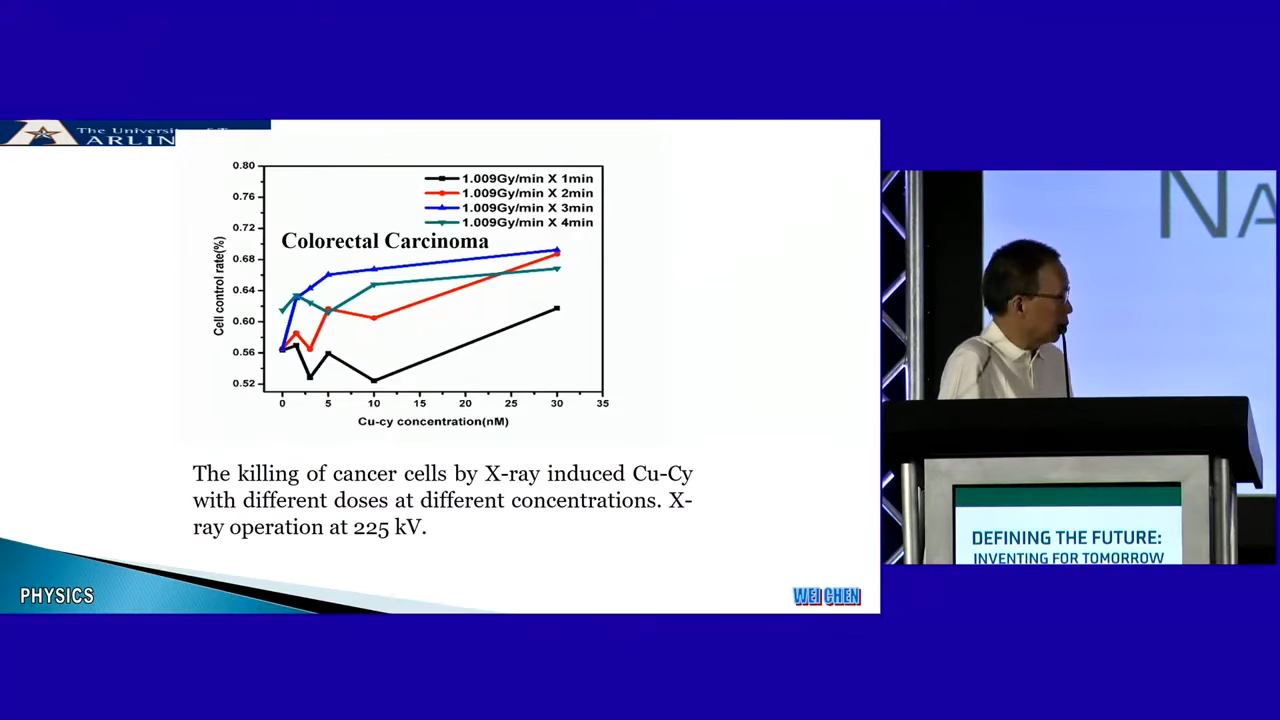 The University of T
ARLIN
0.80
0.76
0.72
0.68
0.64
0.60
0.56
0.52
Cell control rate(%)
1.009Gy/min X 1min
1.009Gy/min X 2min
1.009Gy/min X 3min
1.009Gy/min X 4min
Colorectal Carcinoma
0 5 10 15 20 25 30 35
Cu-cy concentration(nM)
The killing of cancer cells by X-ray induced Cu-Cy
with different doses at different concentrations. X-
ray operation at 225 kV.
PHYSICS
WEI CHEN
NA
DEFINING THE FUTURE:
INVENTING FOR TOMORROW